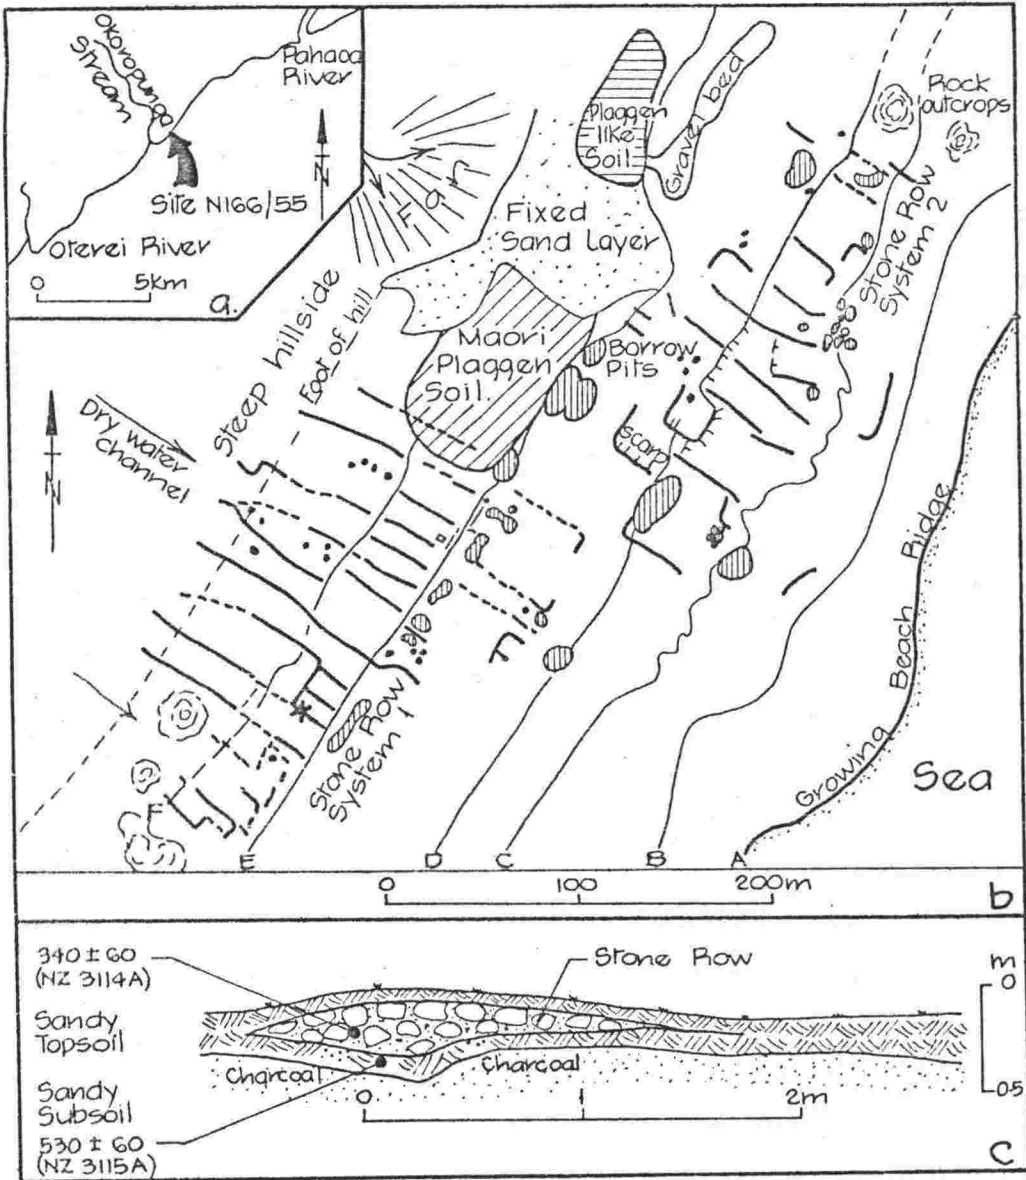 Okoropunga
Stream
Pahaoa
River
N
Site N166/55
Oterei River
0 5km
a.
Fan
Plaggen
like
Soil
Gravel bed
Rock
outcrops
Fixed
Sand Layer
Stone Row
System 2
Steep hillside
Foot of hill
Maori
Plaggen
Soil.
Borrow
Pits
scarp
Dry water
channel
N
Stone Row
System 1
Growing Beach Ridge
Sea
F
E D C B A
0 100 200m
b
340 ± 60
(NZ 3114A)
Stone Row
m
0
Sandy
Topsoil
Charcoal Charcoal
Sandy
Subsoil
0.5
0 1 2m
530 ± 60
(NZ 3115A)
C